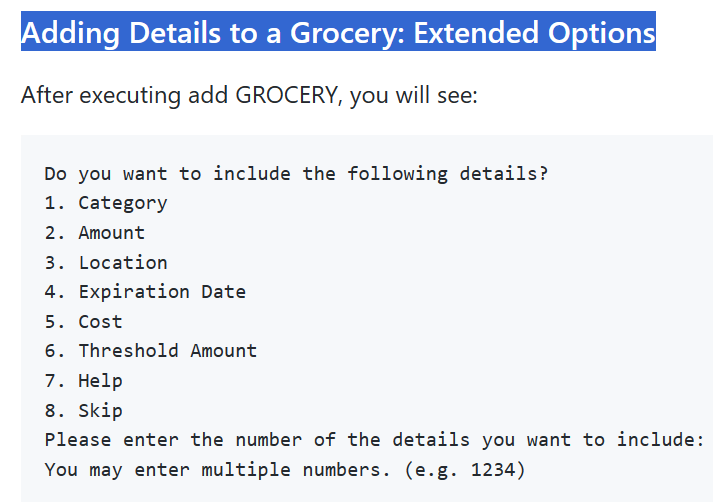 Adding Details to a Grocery: Extended Options
After executing add GROCERY, you will see:
Do you want to include the following details?
1. Category
2. Amount
3. Location
4. Expiration Date
5. Cost
6. Threshold Amount
7. Help
8. Skip
Please enter the number of the details you want to include:
You may enter multiple numbers. (e.g. 1234)